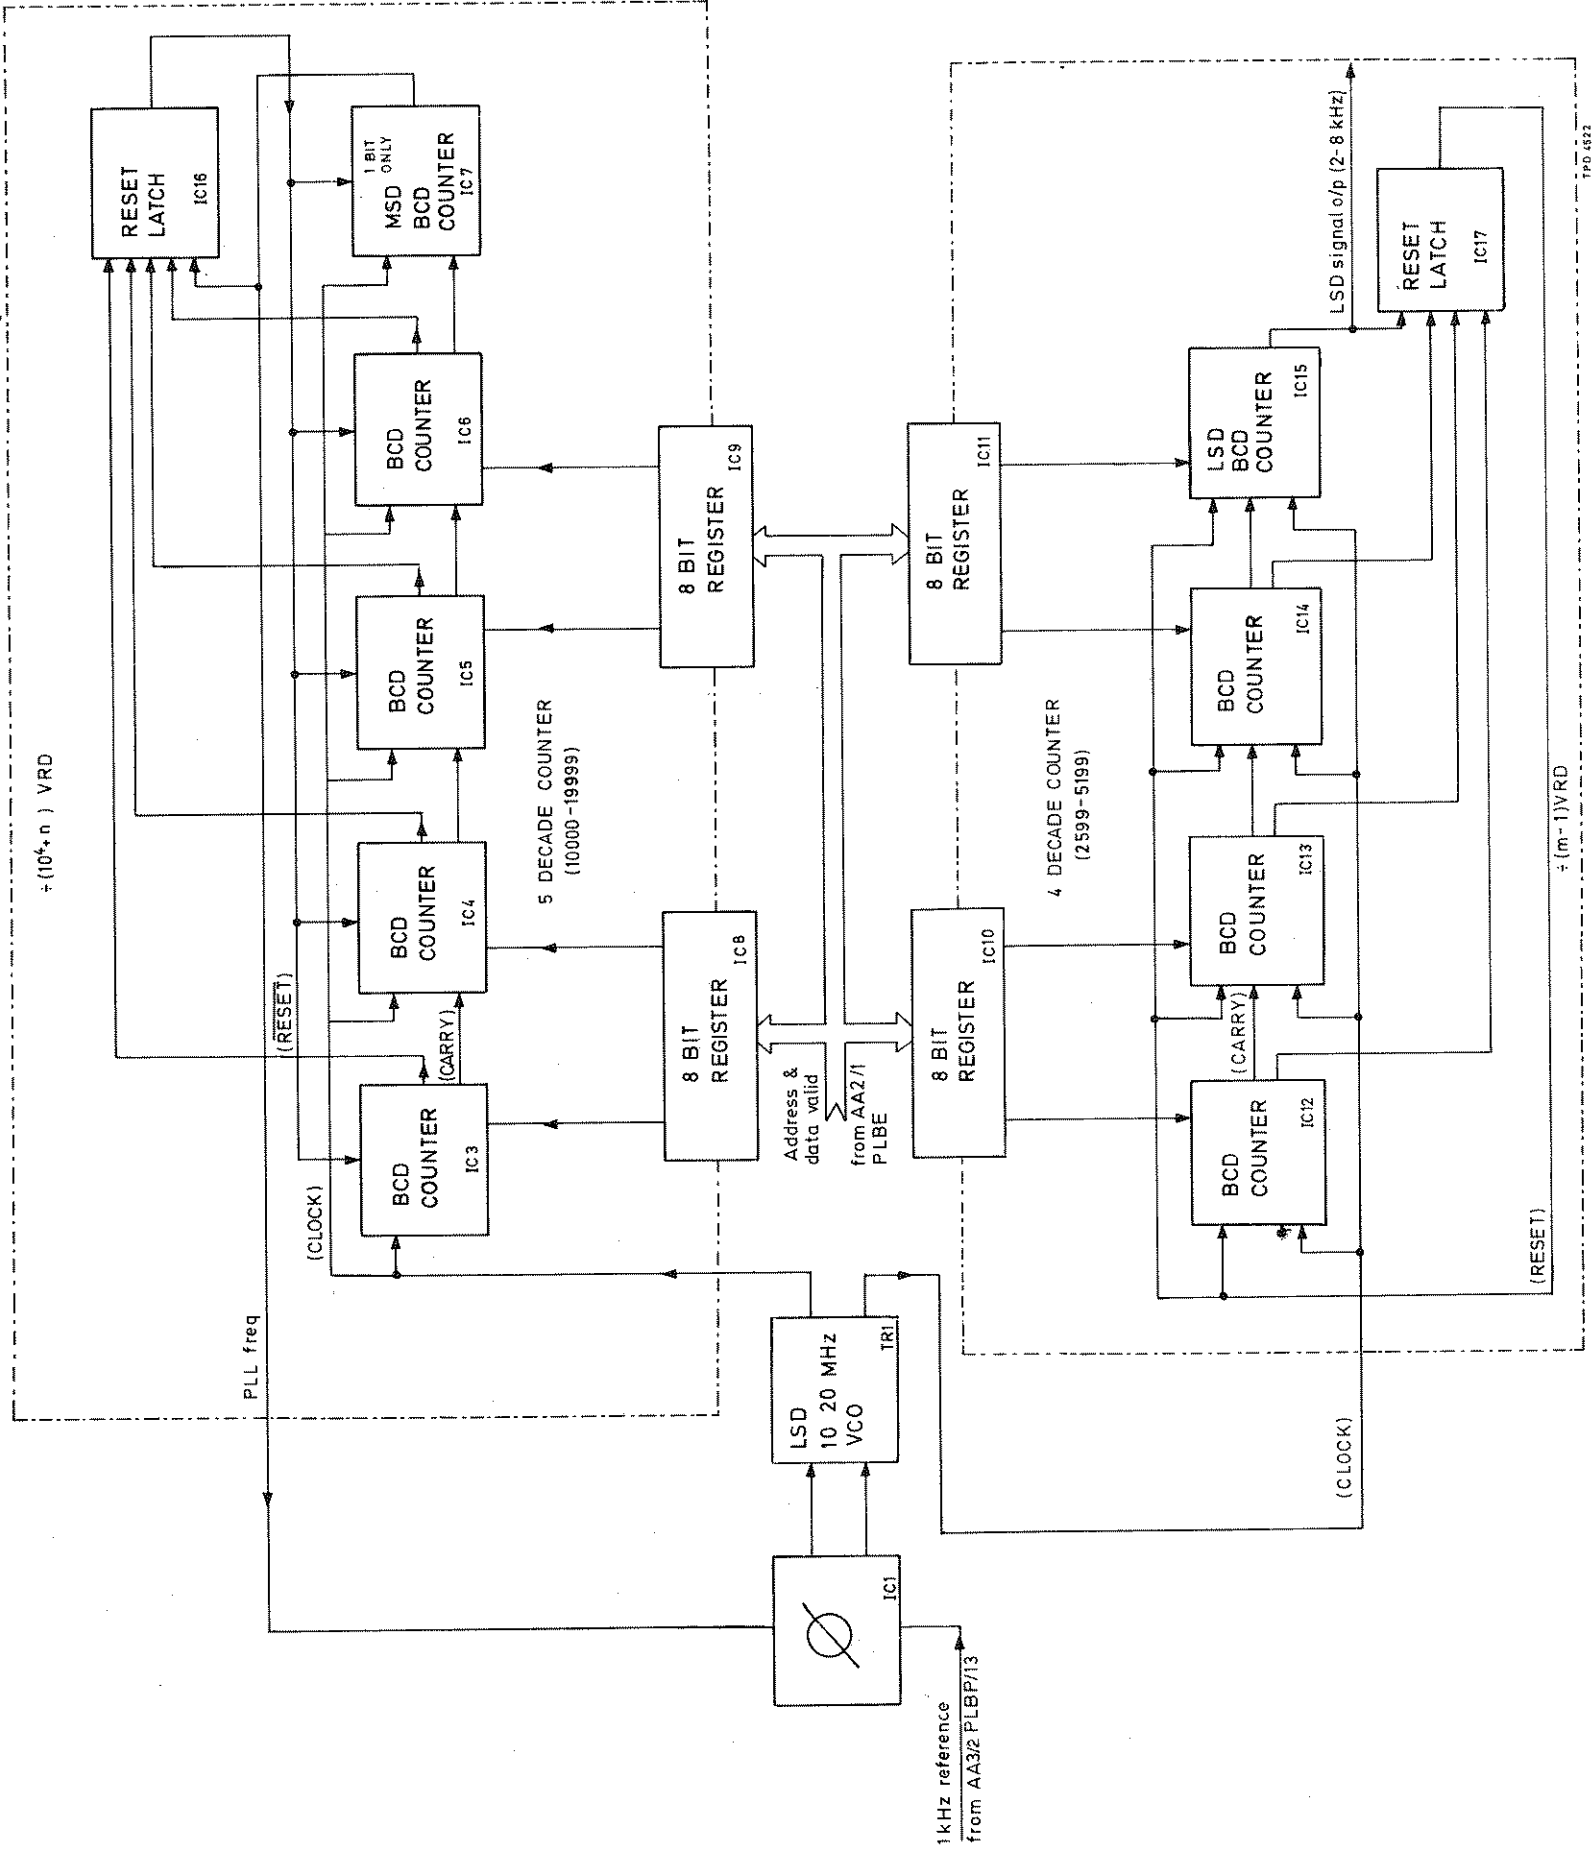 ÷(10⁴+n) VRD
RESET
LATCH
IC16
1 BIT
ONLY
MSD
BCD
COUNTER
IC7
BCD
COUNTER
IC6
BCD
COUNTER
IC5
BCD
COUNTER
IC4
BCD
COUNTER
IC3
(RESET)
(CARRY)
(CLOCK)
PLL freq
5 DECADE COUNTER
(10000-19999)
8 BIT
REGISTER
IC9
8 BIT
REGISTER
IC8
Address &
data valid
from AA2/1
PLBE
LSD
10 20 MHz
VCO
TR1
IC1
1kHz reference
from AA3/2 PLBP/13
8 BIT
REGISTER
IC11
8 BIT
REGISTER
IC10
4 DECADE COUNTER
(2599-5199)
LSD
BCD
COUNTER
IC15
BCD
COUNTER
IC14
BCD
COUNTER
IC13
BCD
COUNTER
IC12
(CARRY)
(CLOCK)
(RESET)
LSD signal o/p (2-8 kHz)
RESET
LATCH
IC17
÷(m-1)VRD
TPD 4522